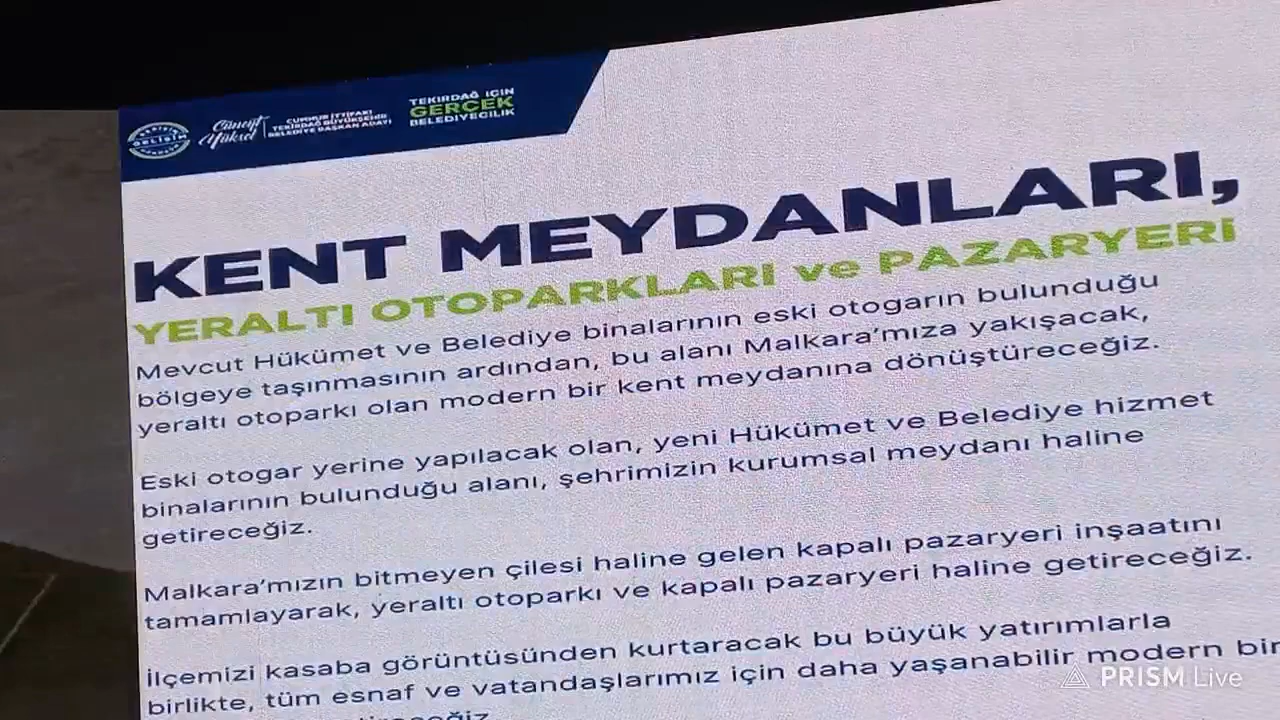 GELİŞİM
Cüneyt
Yüksel
CUMHUR İTTİFAKI
TEKİRDAĞ BÜYÜKŞEHİR
BELEDİYE BAŞKAN ADAYI
TEKİRDAĞ İÇİN
GERÇEK
BELEDİYECİLİK
KENT MEYDANLARI,
YERALTI OTOPARKLARI ve PAZARYERİ
Mevcut Hükümet ve Belediye binalarının eski otogarın bulunduğu
bölgeye taşınmasının ardından, bu alanı Malkara'mıza yakışacak,
yeraltı otoparkı olan modern bir kent meydanına dönüştüreceğiz.
Eski otogar yerine yapılacak olan, yeni Hükümet ve Belediye hizmet
binalarının bulunduğu alanı, şehrimizin kurumsal meydanı haline
getireceğiz.
Malkara'mızın bitmeyen çilesi haline gelen kapalı pazaryeri inşaatını
tamamlayarak, yeraltı otoparkı ve kapalı pazaryeri haline getireceğiz.
İlçemizi kasaba görüntüsünden kurtaracak bu büyük yatırımlarla
birlikte, tüm esnaf ve vatandaşlarımız için daha yaşanabilir modern bir
PRISM Live